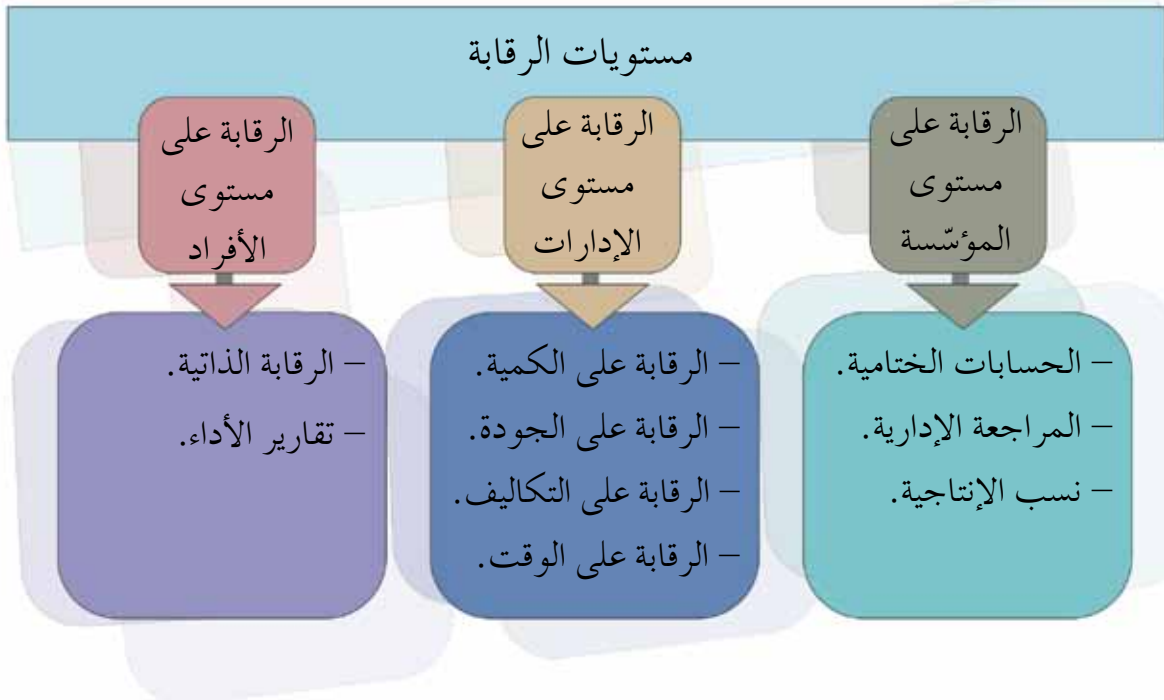 مستويات الرقابة
الرقابة على
مستوى
المؤسّسة
– الحسابات الختامية.
– المراجعة الإدارية.
– نسب الإنتاجية.
الرقابة على
مستوى
الإدارات
– الرقابة على الكمية.
– الرقابة على الجودة.
– الرقابة على التكاليف.
– الرقابة على الوقت.
الرقابة على
مستوى
الأفراد
– الرقابة الذاتية.
– تقارير الأداء.